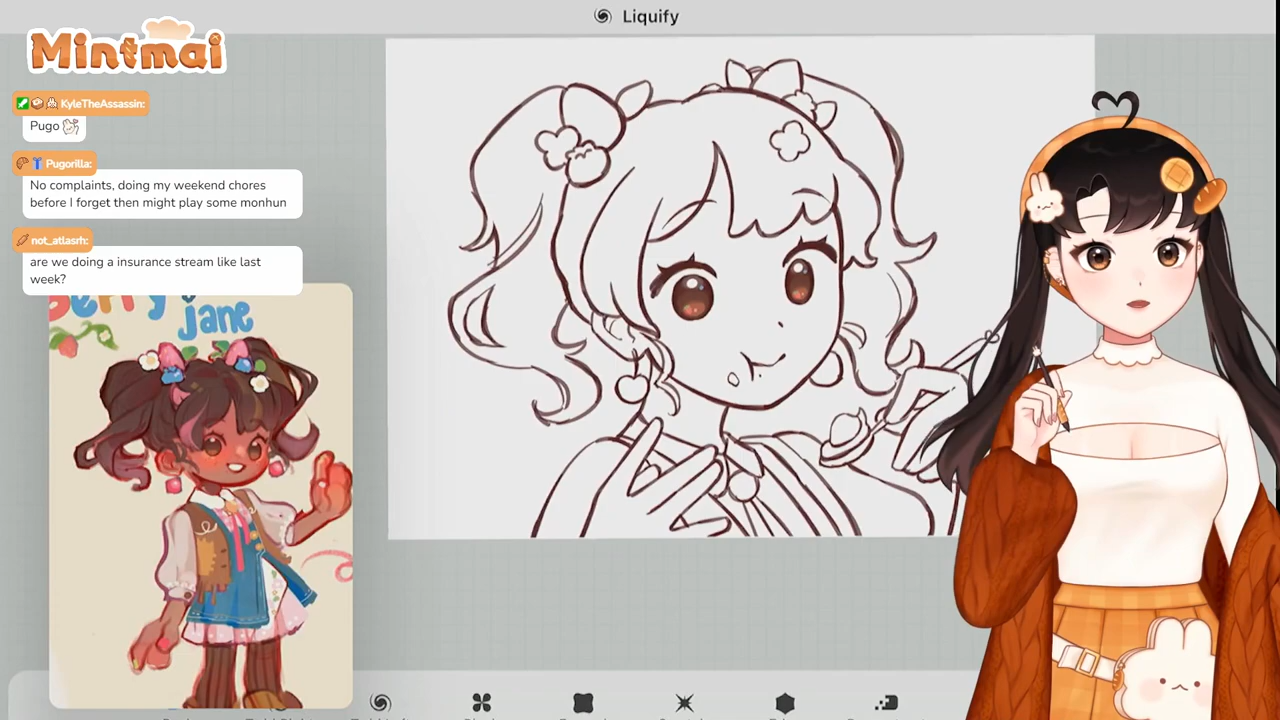 Liquify
Mintmai
KyleTheAssassin:
Pugo
Pugorilla:
No complaints, doing my weekend chores
before I forget then might play some monhun
not_atlasrh:
are we doing a insurance stream like last
week?
Berry
jane